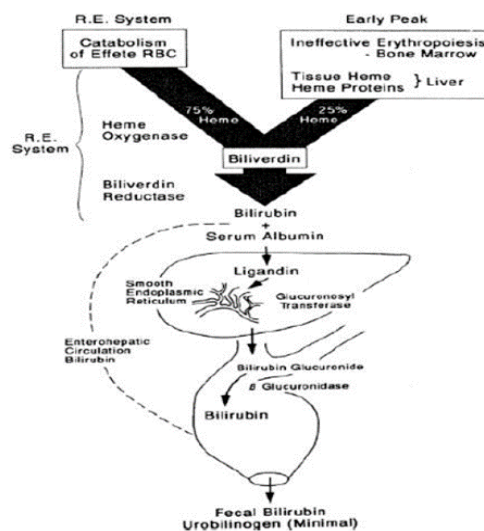 R.E. System
Catabolism
of Effete RBC
Early Peak
Ineffective Erythropoiesis
- Bone Marrow
Tissue Heme
Heme Proteins } Liver
75%
Heme
25%
Heme
R.E.
System
Heme
Oxygenase
Biliverdin
Biliverdin
Reductase
Bilirubin
+
Serum Albumin
Ligandin
Smooth
Endoplasmic
Reticulum
Glucuronosyl
Transferase
Enterohepatic
Circulation
Bilirubin
Bilirubin Glucuronide
β Glucuronidase
Bilirubin
Fecal Bilirubin
Urobilinogen (Minimal)